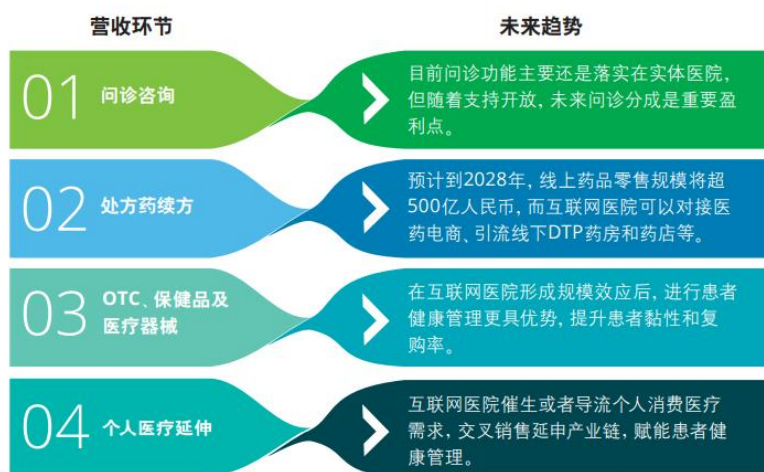 营收环节
未来趋势
01
问诊咨询
目前问诊功能主要还是落实在实体医院,
但随着支持开放, 未来问诊分成是重要盈
利点。
02
处方药续方
预计到2028年, 线上药品零售规模将超
500亿人民币, 而互联网医院可以对接医
药电商、引流线下DTP药房和药店等。
03
OTC、保健品及
医疗器械
在互联网医院形成规模效应后, 进行患者
健康管理更具优势, 提升患者黏性和复
购率。
04
个人医疗延伸
互联网医院催生或者导流个人消费医疗
需求, 交叉销售延申产业链, 赋能患者健
康管理。